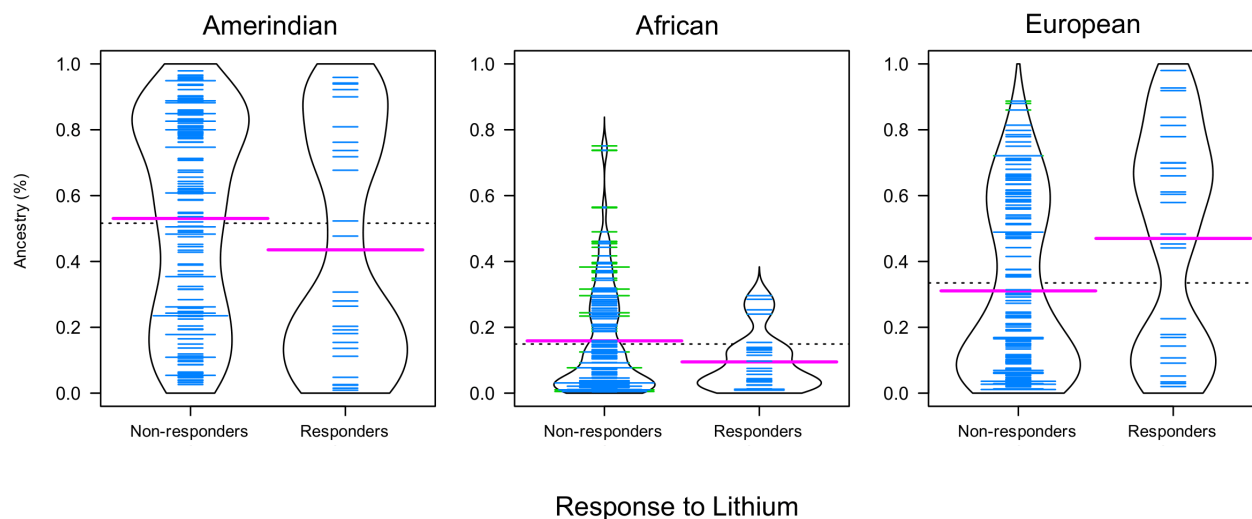 Amerindian
African
European
Ancestry (%)
1.0
0.8
0.6
0.4
0.2
0.0
Non-responders
Responders
1.0
0.8
0.6
0.4
0.2
0.0
Non-responders
Responders
1.0
0.8
0.6
0.4
0.2
0.0
Non-responders
Responders
Response to Lithium